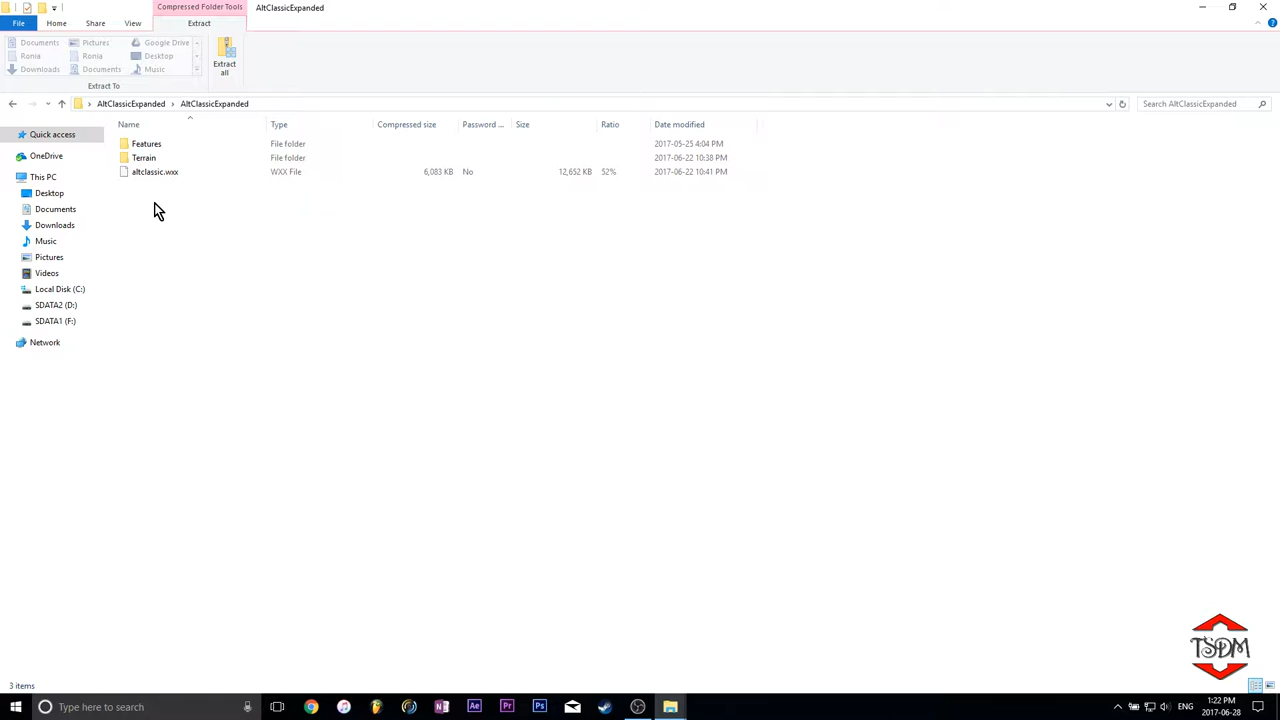 Compressed Folder Tools
AltClassicExpanded
File
Home
Share
View
Extract
Documents
Pictures
Google Drive
Ronia
Ronia
Desktop
Downloads
Documents
Music
Extract To
Extract all
AltClassicExpanded
AltClassicExpanded
Search AltClassicExpanded
Name
Type
Compressed size
Password ...
Size
Ratio
Date modified
Quick access
OneDrive
This PC
Desktop
Documents
Downloads
Music
Pictures
Videos
Local Disk (C:)
SDATA2 (D:)
SDATA1 (F:)
Network
Features
File folder
2017-05-25 4:04 PM
Terrain
File folder
2017-06-22 10:38 PM
altclassic.wxx
WXX File
6,083 KB
No
12,652 KB
52%
2017-06-22 10:41 PM
TSDM
3 items
Type here to search
Ae
Pr
Ps
ENG
1:22 PM
2017-06-28